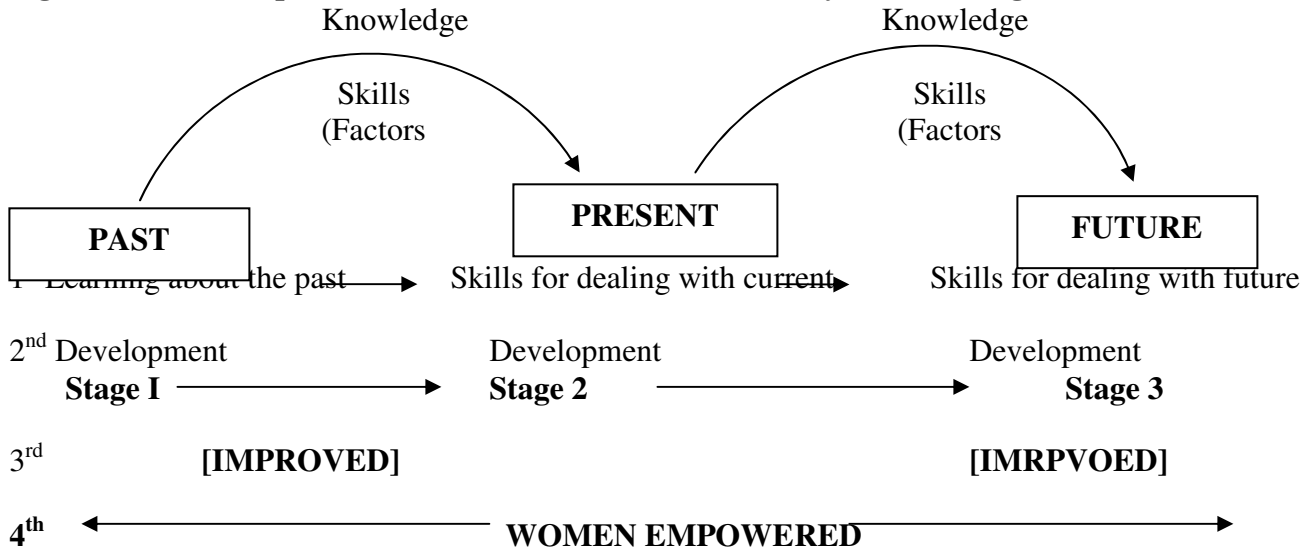 Knowledge Knowledge
Skills Skills
(Factors (Factors
PAST PRESENT FUTURE
Learning about the past Skills for dealing with current Skills for dealing with future
2nd Development Development Development
Stage I Stage 2 Stage 3
3rd [IMPROVED] [IMRPVOED]
4th WOMEN EMPOWERED